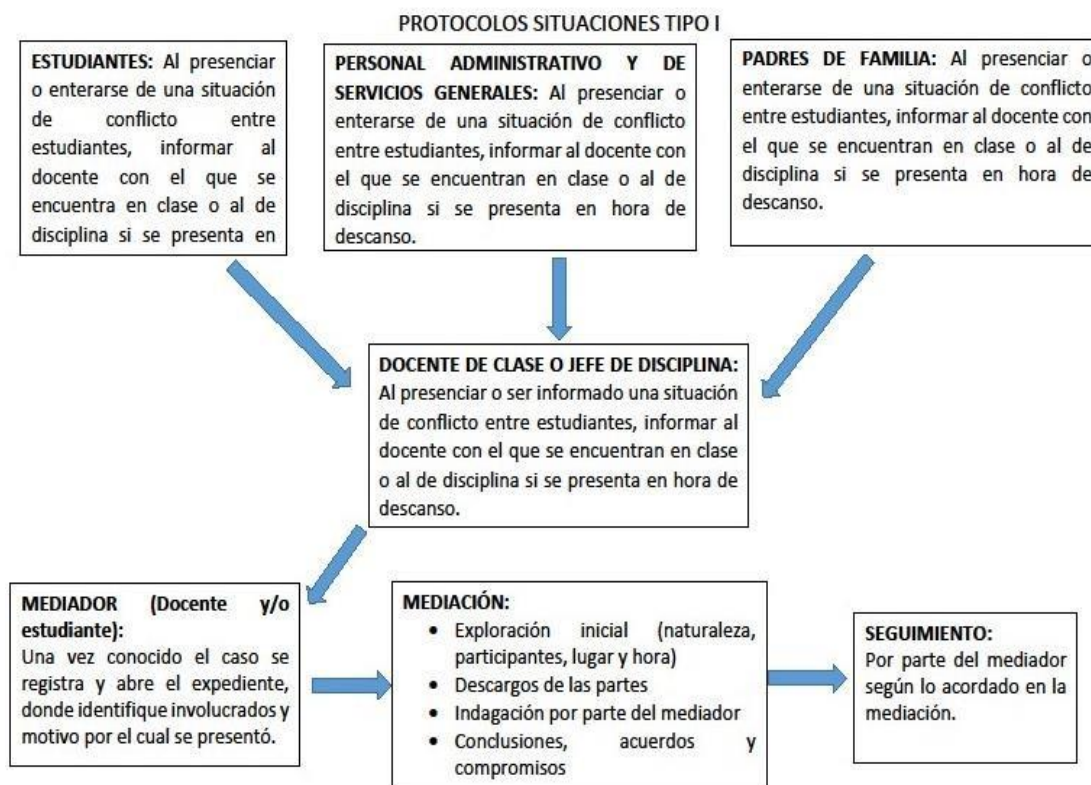 PROTOCOLOS SITUACIONES TIPO I
ESTUDIANTES: Al presenciar
o enterarse de una situación
de conflicto entre
estudiantes, informar al
docente con el que se
encuentra en clase o al de
disciplina si se presenta en
PERSONAL ADMINISTRATIVO Y DE
SERVICIOS GENERALES: Al presenciar o
enterarse de una situación de conflicto
entre estudiantes, informar al docente con
el que se encuentran en clase o al de
disciplina si se presenta en hora de
descanso.
PADRES DE FAMILIA: Al presenciar o
enterarse de una situación de conflicto
entre estudiantes, informar al docente con
el que se encuentran en clase o al de
disciplina si se presenta en hora de
descanso.
DOCENTE DE CLASE O JEFE DE DISCIPLINA:
Al presenciar o ser informado una situación
de conflicto entre estudiantes, informar al
docente con el que se encuentran en clase
o al de disciplina si se presenta en hora de
descanso.
MEDIADOR (Docente y/o
estudiante):
Una vez conocido el caso se
registra y abre el expediente,
donde identifique involucrados y
motivo por el cual se presentó.
MEDIACIÓN:
• Exploración inicial (naturaleza,
participantes, lugar y hora)
• Descargos de las partes
• Indagación por parte del mediador
• Conclusiones, acuerdos y
compromisos
SEGUIMIENTO:
Por parte del mediador
según lo acordado en la
mediación.